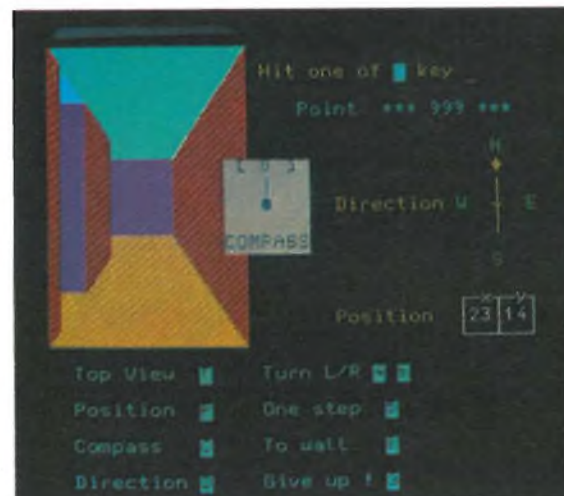 Hit one of key _
Point *** 999 ***
N
Direction W E
S
COMPASS
x y
Position 23 14
Top View T
Turn L/R
Position P
One step
Compass
To wall
Direction
Give up !